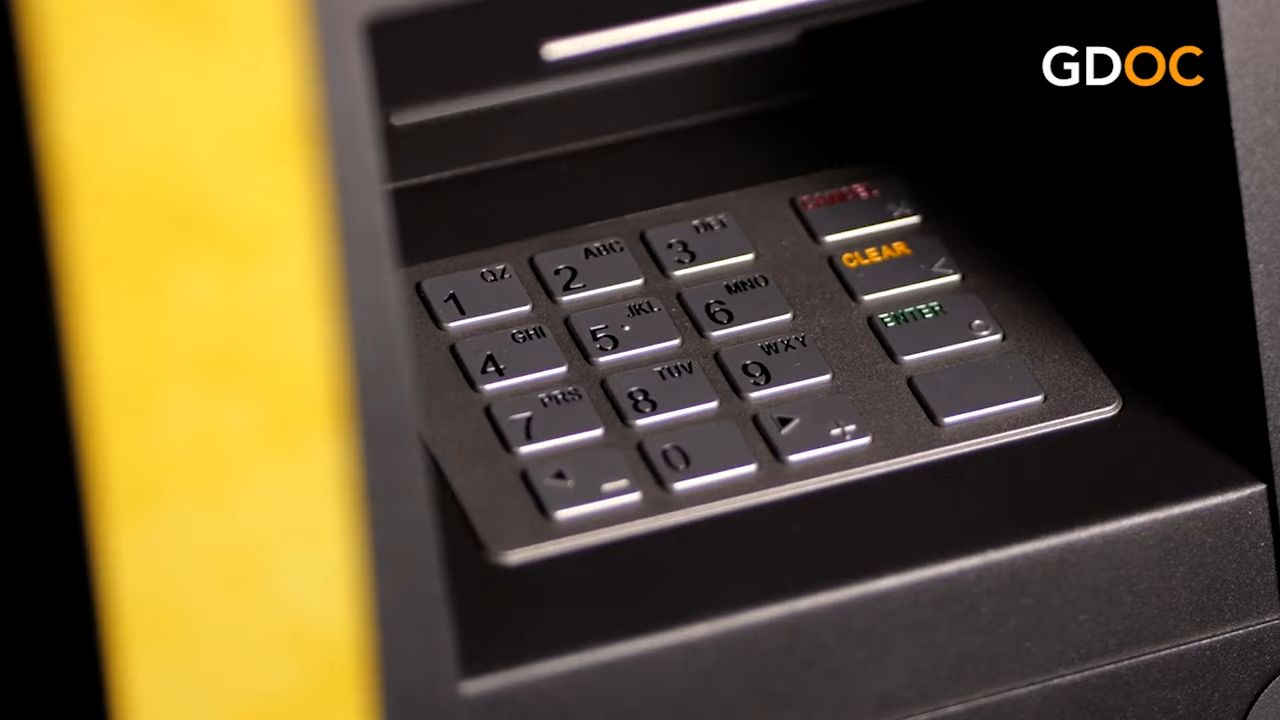 GDOC
CANCEL
QZ
1
ABC
2
DEF
3
CLEAR
GHI
4
JKL
5
MNO
6
ENTER
PRS
7
TUV
8
WXY
9
0